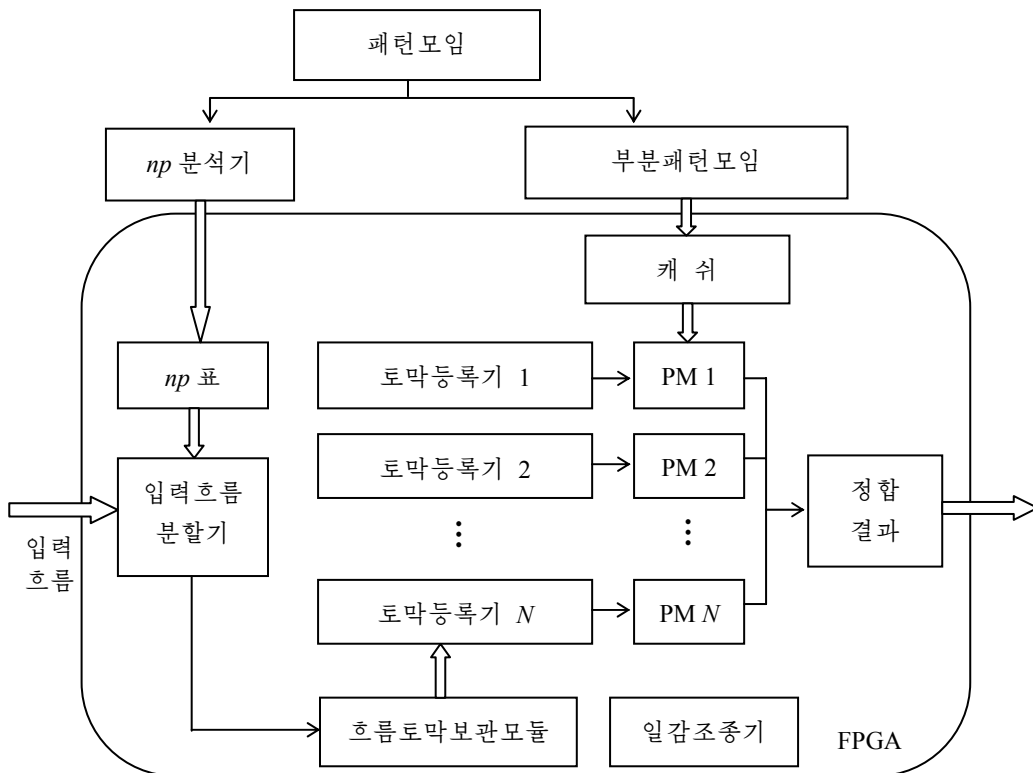 패턴모임
np 분석기
부분패턴모임
캐 쉬
np 표
토막등록기 1
PM 1
토막등록기 2
PM 2
입력흐름
분할기
정합
결과
입력
흐름
⋮
⋮
토막등록기 N
PM N
흐름토막보관모듈
일감조종기
FPGA